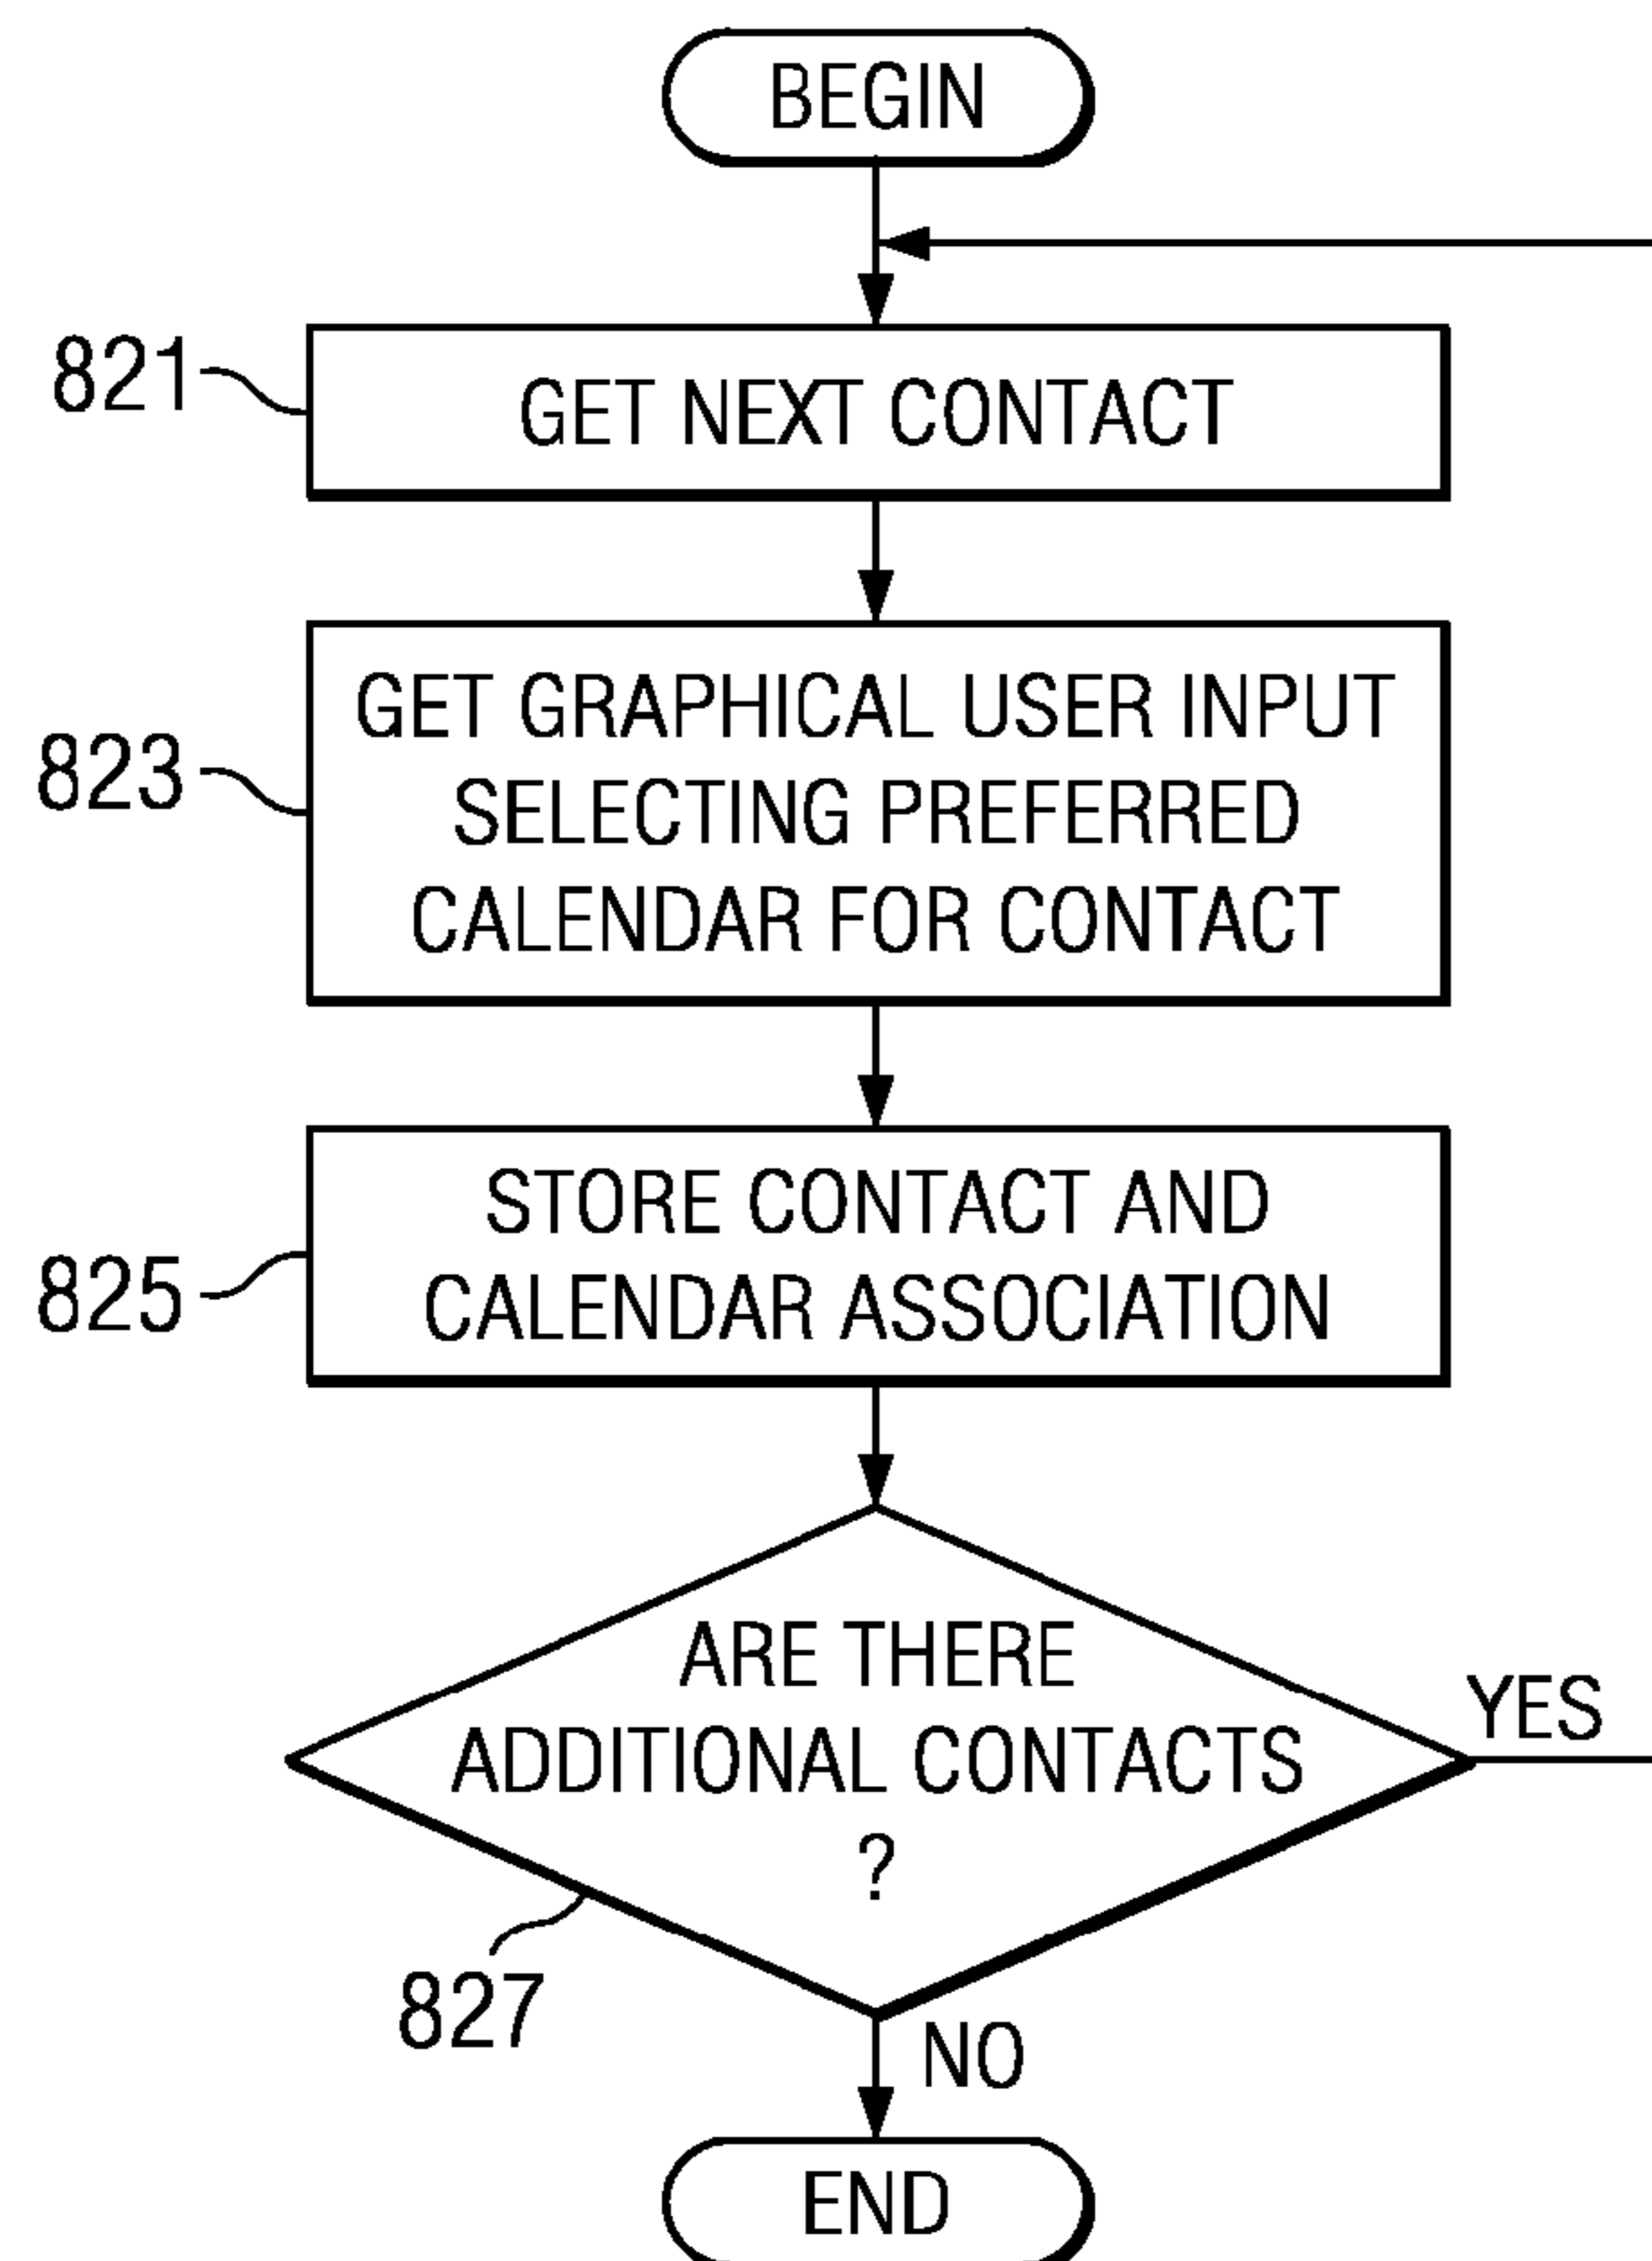 BEGIN
821
GET NEXT CONTACT
823
GET GRAPHICAL USER INPUT
SELECTING PREFERRED
CALENDAR FOR CONTACT
825
STORE CONTACT AND
CALENDAR ASSOCIATION
ARE THERE
ADDITIONAL CONTACTS
?
YES
827
NO
END